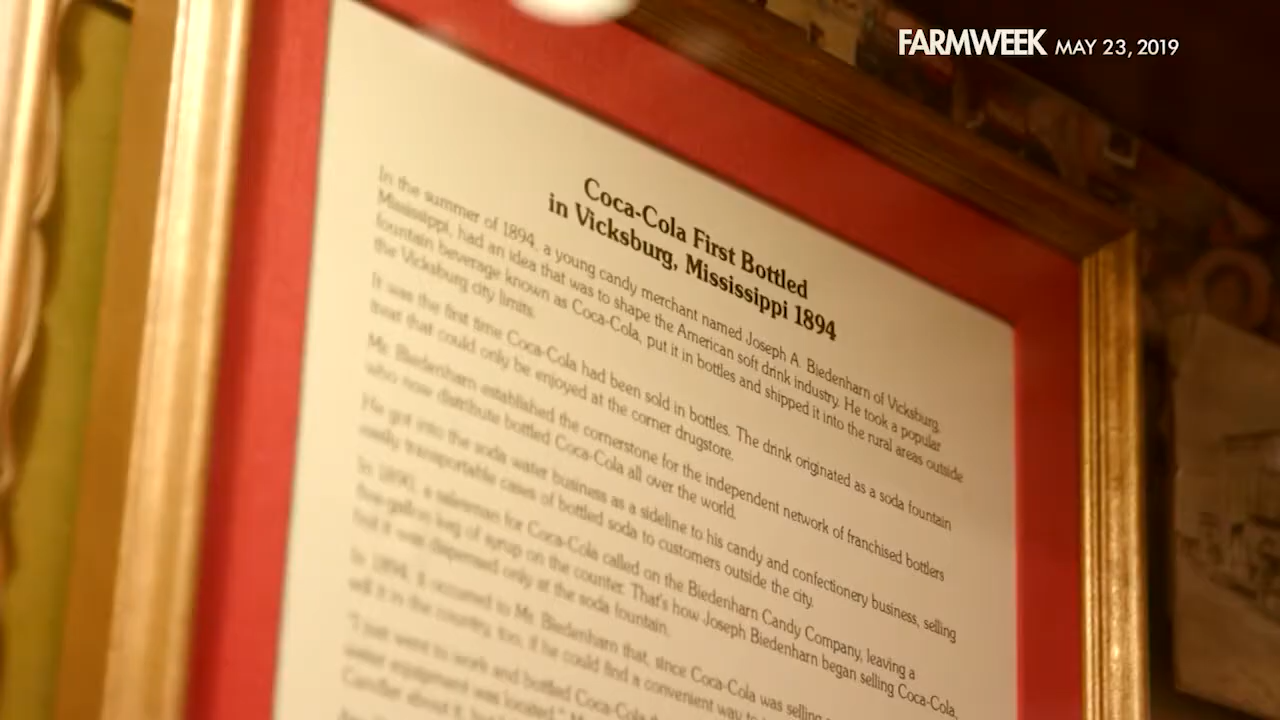 FARMWEEK MAY 23, 2019
Coca-Cola First Bottled
in Vicksburg, Mississippi 1894
In the summer of 1894, a young candy merchant named Joseph A. Biedenharn of Vicksburg,
Mississippi, had an idea that was to shape the American soft drink industry. He took a popular
fountain beverage known as Coca-Cola, put it in bottles and shipped it into the rural areas outside
the Vicksburg city limits.
It was the first time Coca-Cola had been sold in bottles. The drink originated as a soda fountain
treat that could only be enjoyed at the corner drugstore.
Mr. Biedenharn established the cornerstone for the independent network of franchised bottlers
who now distribute bottled Coca-Cola all over the world.
He got into the soda water business as a sideline to his candy and confectionery business, selling
easily transportable cases of bottled soda to customers outside the city.
In 1890, a salesman for Coca-Cola called on the Biedenharn Candy Company, leaving a
five-gallon keg of syrup on the counter. That's how Joseph Biedenharn began selling Coca-Cola,
but it was dispensed only at the soda fountain.
In 1894, it occurred to Mr. Biedenharn that, since Coca-Cola was selling
sell it in the country, too, if he could find a convenient way to
"I just went to work and bottled Coca-Cola
water equipment was located."
Candler about it, but